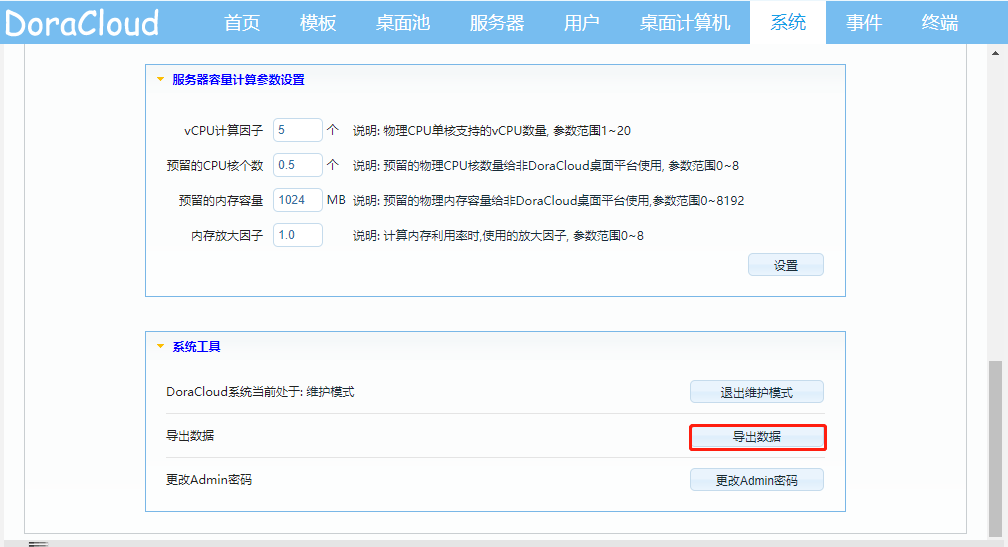 DoraCloud 首页 模板 桌面池 服务器 用户 桌面计算机 系统 事件 终端
服务器容量计算参数设置
vCPU计算因子 5 个 说明: 物理CPU单核支持的vCPU数量, 参数范围1~20
预留的CPU核个数 0.5 个 说明: 预留的物理CPU核数量给非DoraCloud桌面平台使用, 参数范围0~8
预留的内存容量 1024 MB 说明: 预留的物理内存容量给非DoraCloud桌面平台使用,参数范围0~8192
内存放大因子 1.0 说明: 计算内存利用率时,使用的放大因子, 参数范围0~8
设置
系统工具
DoraCloud系统当前处于: 维护模式 退出维护模式
导出数据 导出数据
更改Admin密码 更改Admin密码